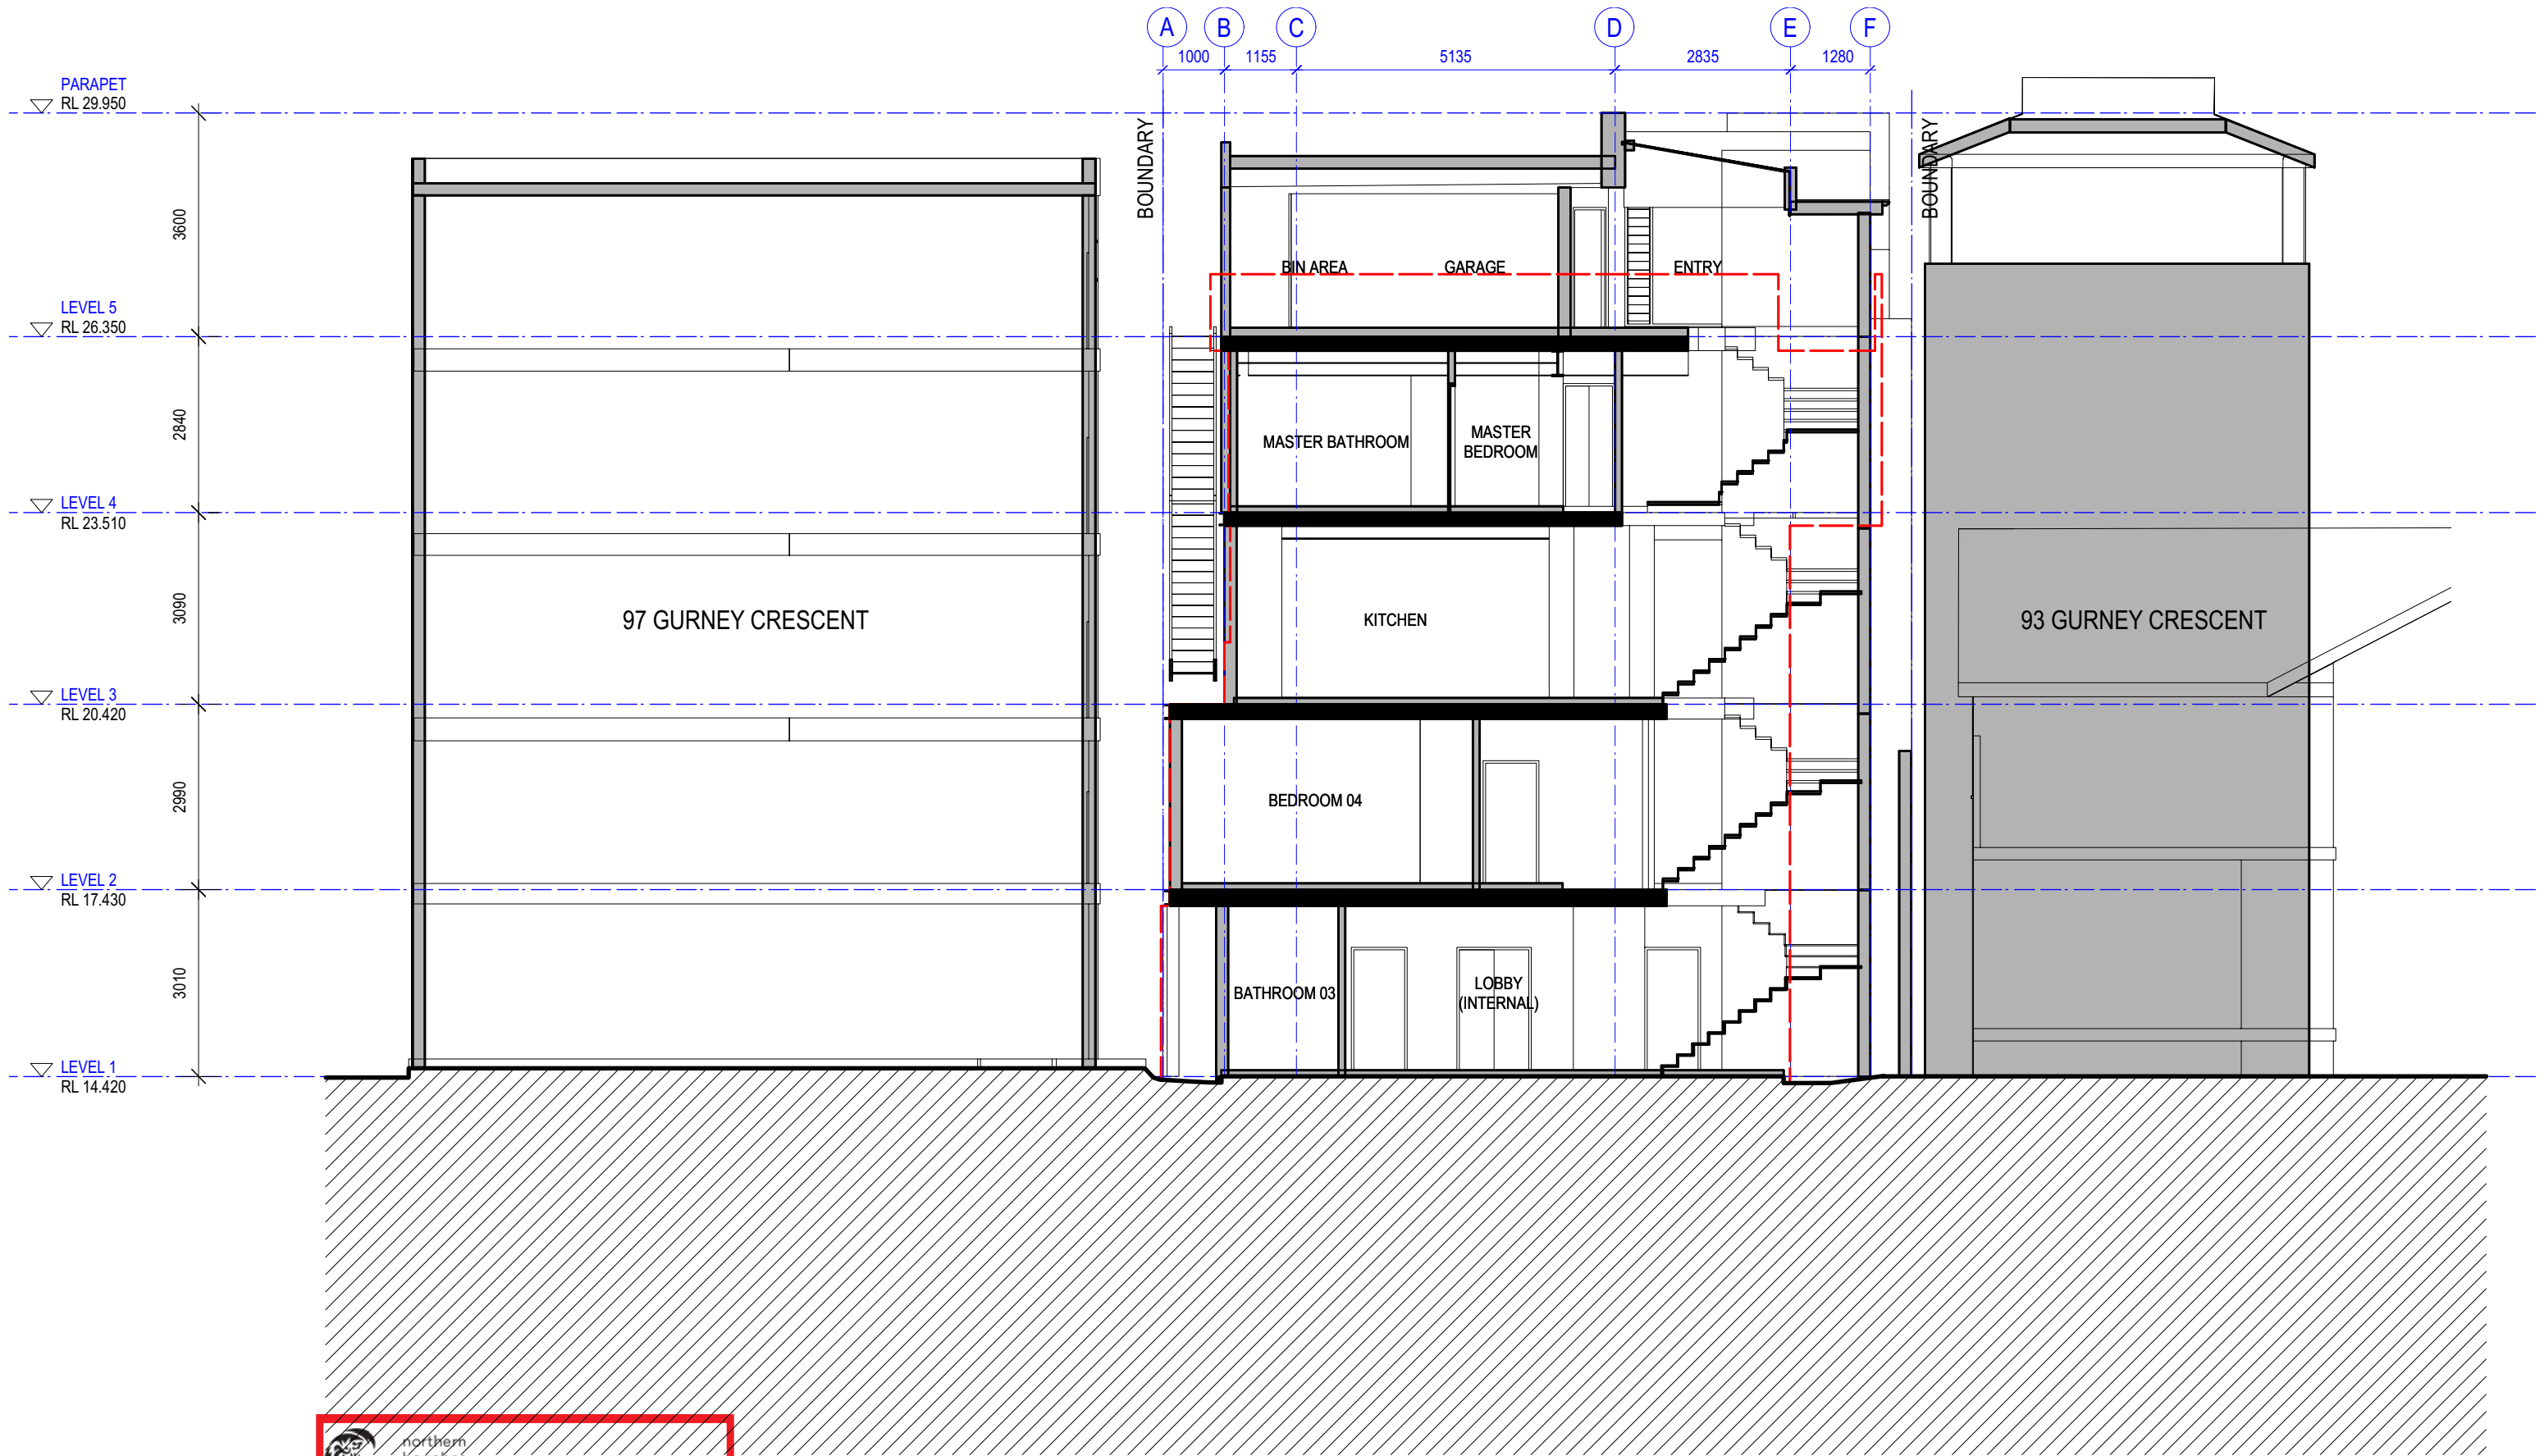 A B C D E F
1000 1155 5135 2835 1280
PARAPET
RL 29.950
BOUNDARY
BOUNDARY
3600
BIN AREA GARAGE ENTRY
LEVEL 5
RL 26.350
2840
MASTER BATHROOM
MASTER
BEDROOM
LEVEL 4
RL 23.510
3090
97 GURNEY CRESCENT
KITCHEN
93 GURNEY CRESCENT
LEVEL 3
RL 20.420
2990
BEDROOM 04
LEVEL 2
RL 17.430
3010
BATHROOM 03
LOBBY
(INTERNAL)
LEVEL 1
RL 14.420
northern